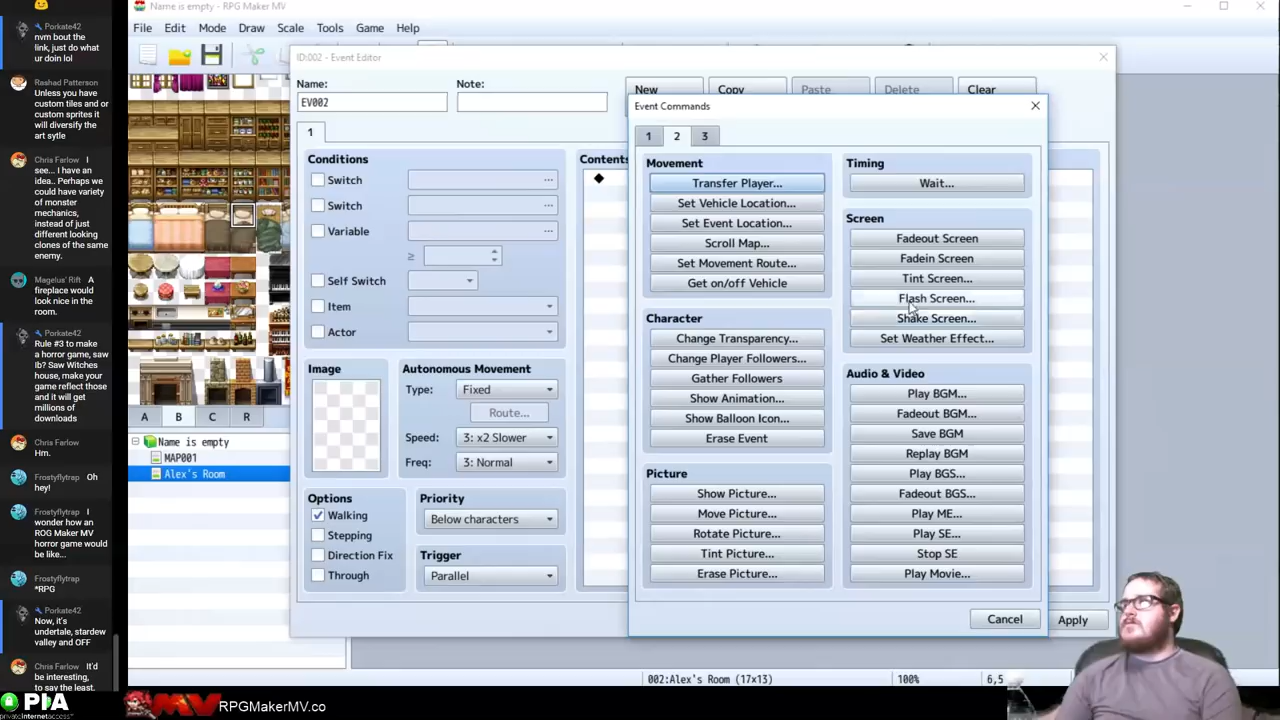 Porkate42
nvm bout the
link, just do what
ur doin lol
Rashad Patterson
Unless you have
custom tiles and or
custom sprites it
will diversify the
art sytle
Chris Farlow I
see... I have an
idea.. Perhaps we
could have variety
of monster
mechanics,
instead of just
different looking
clones of the same
enemy.
Magelus' Rift A
fireplace would
look nice in the
room.
Porkate42
Rule #3 to make
a horror game, saw
lb? Saw Witches
house, make your
game reflect those
and it will get
millions of
downloads
Chris Farlow
Hm.
Frostyflytrap Oh
hey!
Frostyflytrap I
wonder how an
ROG Maker MV
horror game would
be like...
Frostyflytrap
*RPG
Porkate42
Now, it's
undertale, stardew
valley and OFF
Chris Farlow It'd
be interesting,
to say the least.
PIA
privateinternetaccess
MV RPGMakerMV.co
Name is empty - RPG Maker MV
File Edit Mode Draw Scale Tools Game Help
A B C R
Name is empty
MAP001
Alex's Room
ID:002 - Event Editor
Name: Note:
EV002
New Copy Paste Delete Clear
1
Conditions
Switch ...
Switch ...
Variable ...
≥
Self Switch
Item
Actor
Image
Autonomous Movement
Type: Fixed
Route...
Speed: 3: x2 Slower
Freq: 3: Normal
Options
Walking
Stepping
Direction Fix
Through
Priority
Below characters
Trigger
Parallel
Contents
Apply
Event Commands
1 2 3
Movement
Transfer Player...
Set Vehicle Location...
Set Event Location...
Scroll Map...
Set Movement Route...
Get on/off Vehicle
Character
Change Transparency...
Change Player Followers...
Gather Followers
Show Animation...
Show Balloon Icon...
Erase Event
Picture
Show Picture...
Move Picture...
Rotate Picture...
Tint Picture...
Erase Picture...
Timing
Wait...
Screen
Fadeout Screen
Fadein Screen
Tint Screen...
Flash Screen...
Shake Screen...
Set Weather Effect...
Audio & Video
Play BGM...
Fadeout BGM...
Save BGM
Replay BGM
Play BGS...
Fadeout BGS...
Play ME...
Play SE...
Stop SE
Play Movie...
Cancel
002:Alex's Room (17x13) 100% 6,5